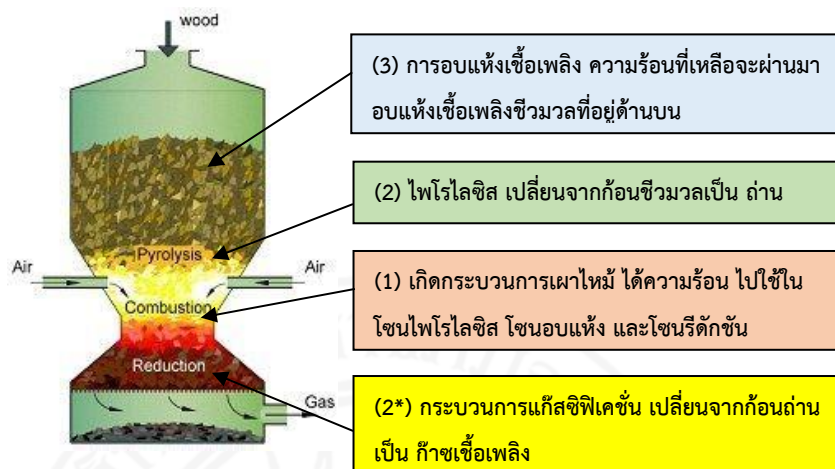 wood
(3) การอบแห้งเชื้อเพลิง ความร้อนที่เหลือจะผ่านมา
อบแห้งเชื้อเพลิงชีวมวลที่อยู่ด้านบน
(2) ไพโรไลซิส เปลี่ยนจากก้อนชีวมวลเป็น ถ่าน
Pyrolysis
Air
Air
(1) เกิดกระบวนการเผาไหม้ ได้ความร้อน ไปใช้ใน
โซนไพโรไลซิส โซนอบแห้ง และโซนรีดักชัน
Combustion
Reduction
Gas
(2*) กระบวนการแก๊สซิฟิเคชั่น เปลี่ยนจากก้อนถ่าน
เป็น ก๊าซเชื้อเพลิง